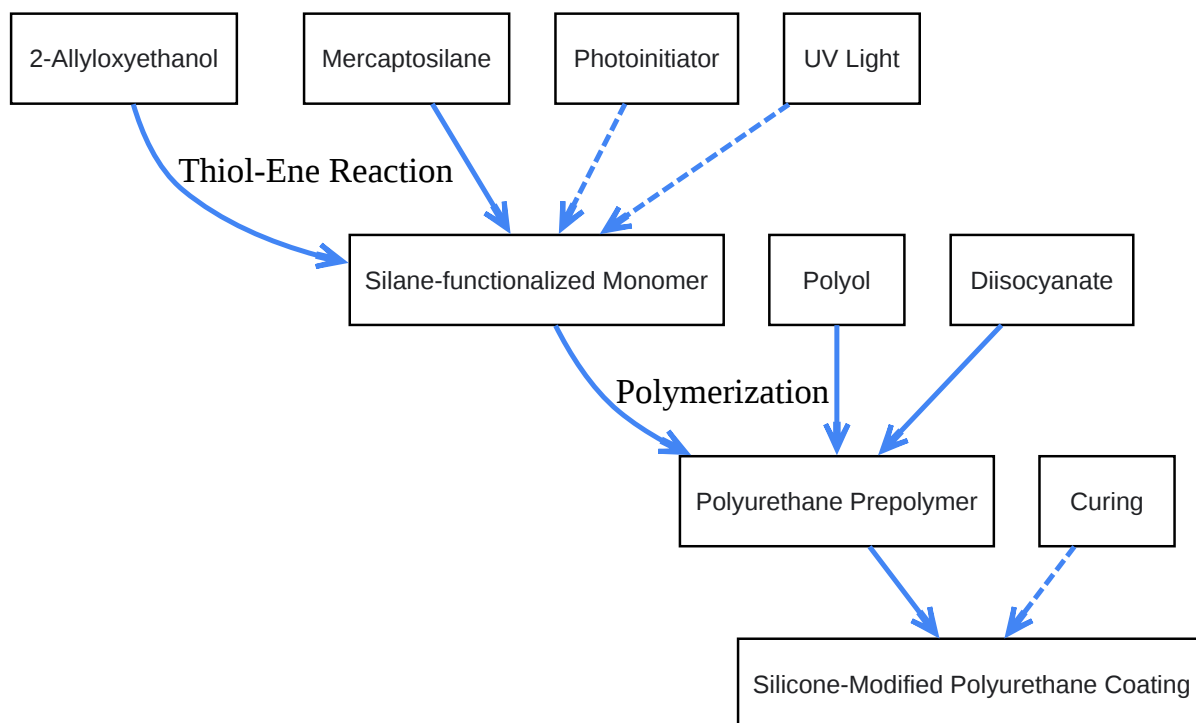 2-Allyloxyethanol
Mercaptosilane
Photoinitiator
UV Light
Thiol-Ene Reaction
Silane-functionalized Monomer
Polyol
Diisocyanate
Polymerization
Polyurethane Prepolymer
Curing
Silicone-Modified Polyurethane Coating